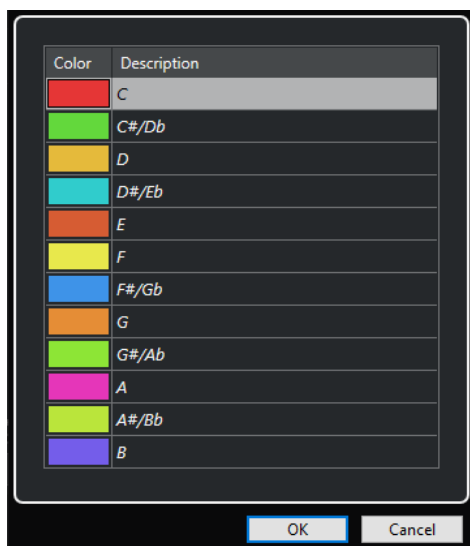 Color Description
C
C#/Db
D
D#/Eb
E
F
F#/Gb
G
G#/Ab
A
A#/Bb
B
OK Cancel